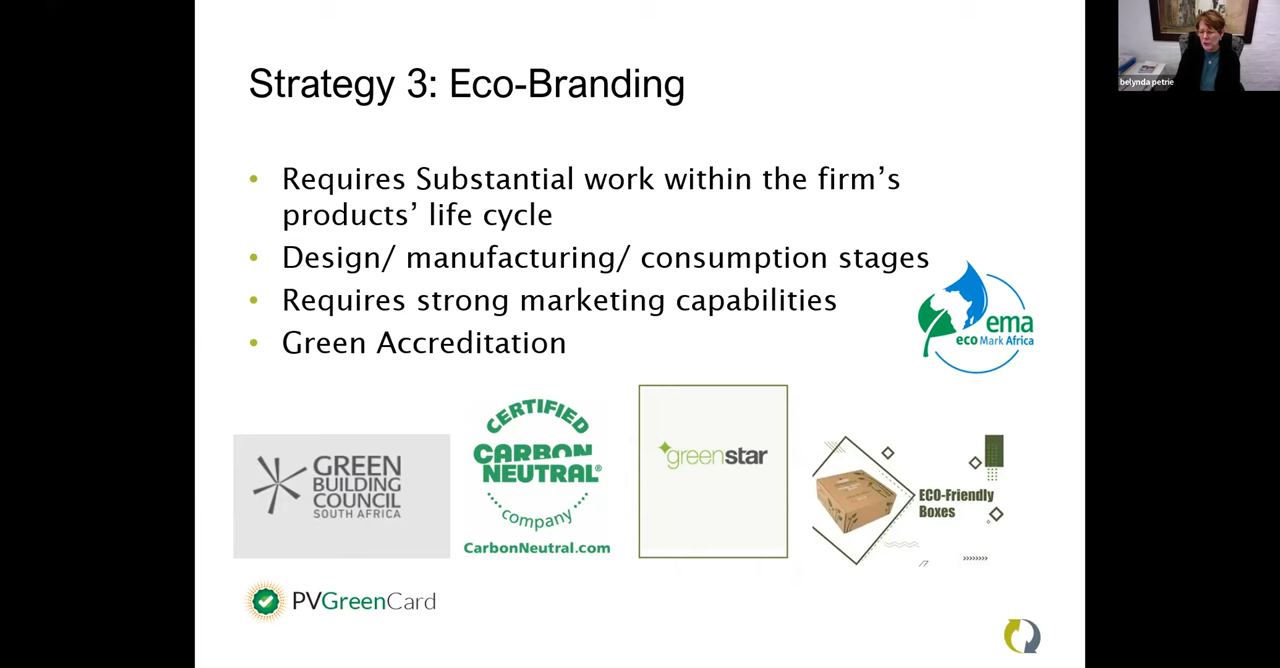 belynda petrie
Strategy 3: Eco-Branding
• Requires Substantial work within the firm’s
products’ life cycle
• Design/ manufacturing/ consumption stages
• Requires strong marketing capabilities
• Green Accreditation
ema
eco Mark Africa
GREEN
BUILDING
COUNCIL
SOUTH AFRICA
CERTIFIED
CARBON
NEUTRAL®
company
CarbonNeutral.com
greenstar
ECO-Friendly
Boxes
PVGreenCard